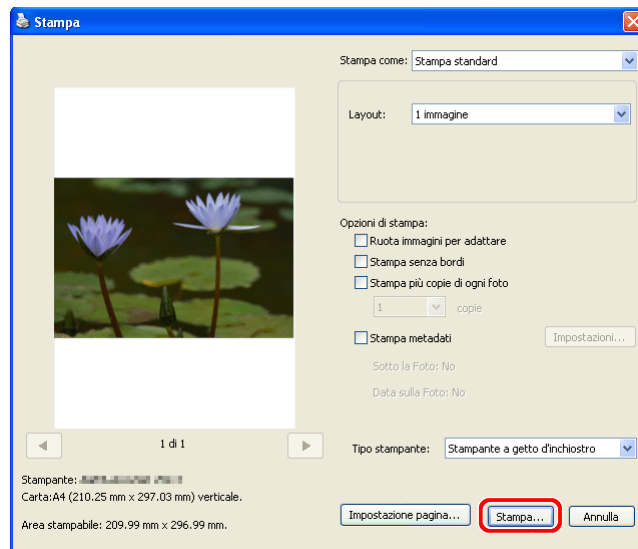 Stampa
Stampa come: Stampa standard
Layout: 1 immagine
Opzioni di stampa:
Ruota immagini per adattare
Stampa senza bordi
Stampa più copie di ogni foto
1 copie
Stampa metadati Impostazioni...
Sotto la Foto: No
Data sulla Foto: No
1 di 1
Tipo stampante: Stampante a getto d'inchiostro
Stampante:
Carta:A4 (210.25 mm x 297.03 mm) verticale.
Area stampabile: 209.99 mm x 296.99 mm.
Impostazione pagina... Stampa... Annulla